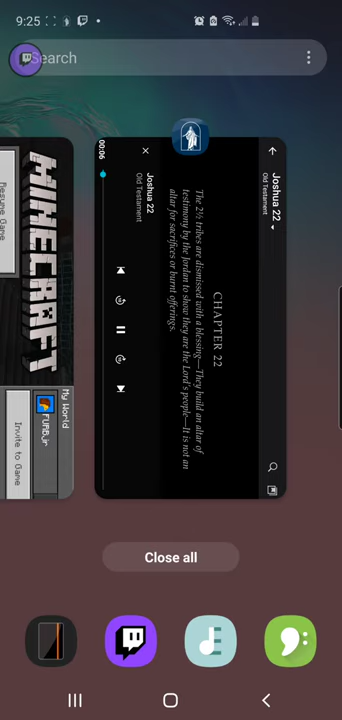 9:25
Search
MINECRAFT
Resume Game
My World
FuMBjr
Invite to Game
Joshua 22
Old Testament
CHAPTER 22
The 2½ tribes are dismissed with a blessing—They build an altar of
testimony by the Jordan to show they are the Lord's people—It is not an
altar for sacrifices or burnt offerings.
Joshua 22
Old Testament
00:06
Close all